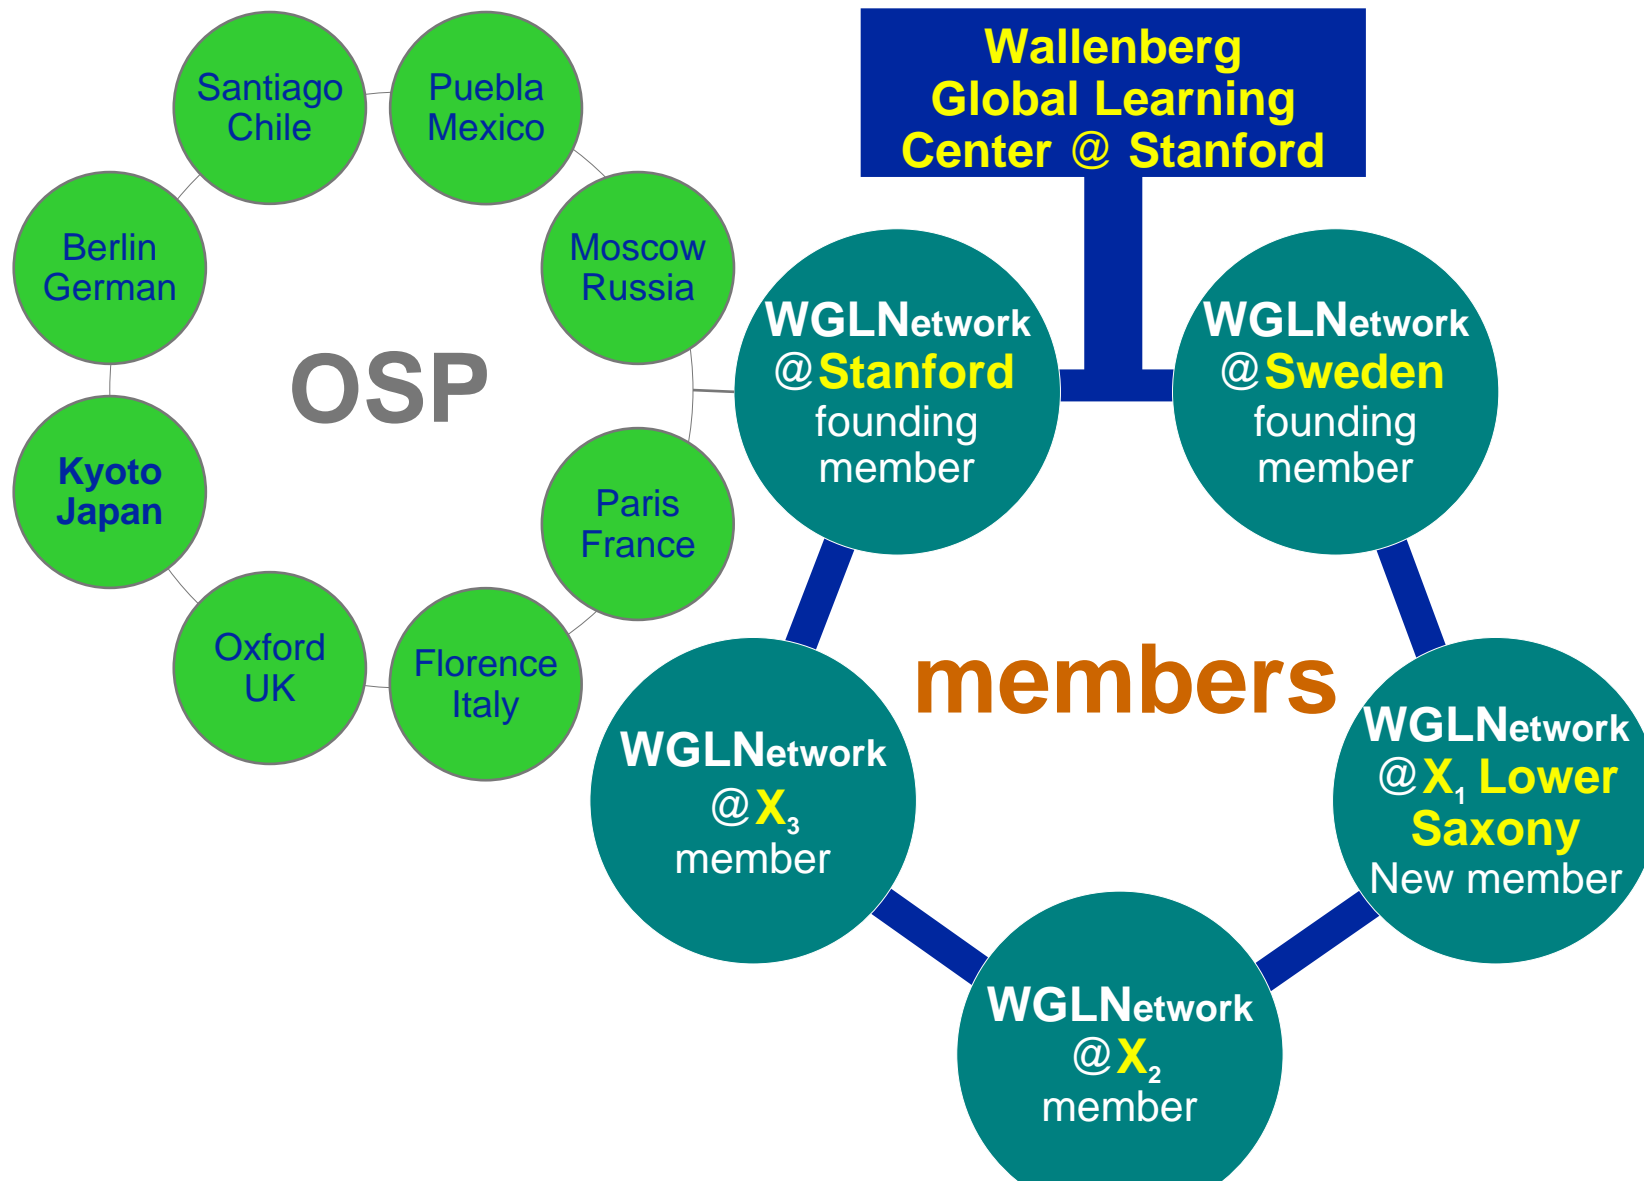 Wallenberg
Global Learning
Center @ Stanford
Santiago
Chile
Puebla
Mexico
Berlin
German
Moscow
Russia
OSP
Kyoto
Japan
Paris
France
Oxford
UK
Florence
Italy
WGLNetwork
@Stanford
founding
member
WGLNetwork
@Sweden
founding
member
members
WGLNetwork
@X3
member
WGLNetwork
@X1 Lower
Saxony
New member
WGLNetwork
@X2
member